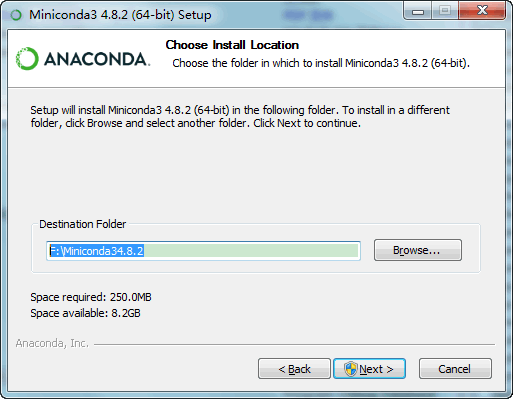 Miniconda3 4.8.2 (64-bit) Setup
ANACONDA.
Choose Install Location
Choose the folder in which to install Miniconda3 4.8.2 (64-bit).
Setup will install Miniconda3 4.8.2 (64-bit) in the following folder. To install in a different
folder, click Browse and select another folder. Click Next to continue.
Destination Folder
F:\Miniconda34.8.2
Browse...
Space required: 250.0MB
Space available: 8.2GB
Anaconda, Inc.
< Back
Next >
Cancel